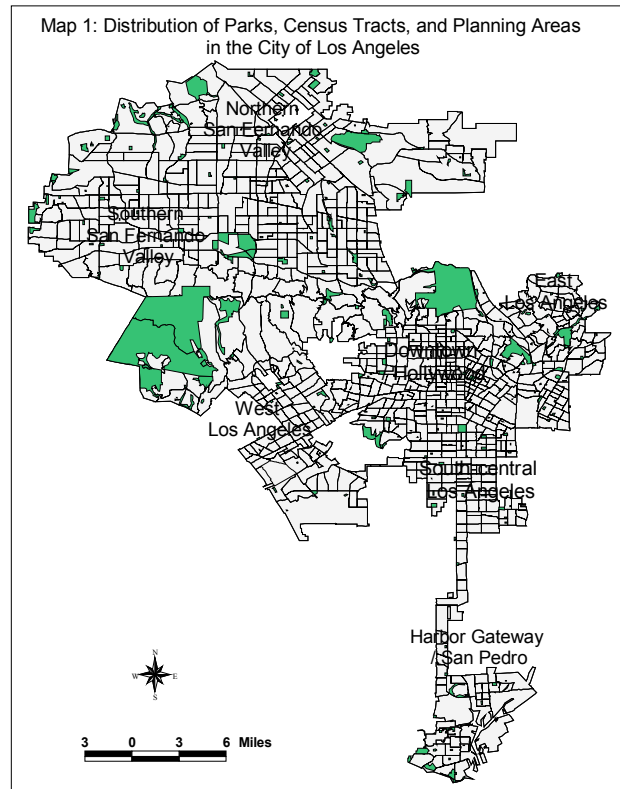 Map 1: Distribution of Parks, Census Tracts, and Planning Areas
in the City of Los Angeles
Northern
San Fernando
Valley
Southern
San Fernando
Valley
East
Los Angeles
Downtown/
Hollywood
West
Los Angeles
South-central
Los Angeles
Harbor Gateway
/ San Pedro
N
W E
S
3 0 3 6 Miles